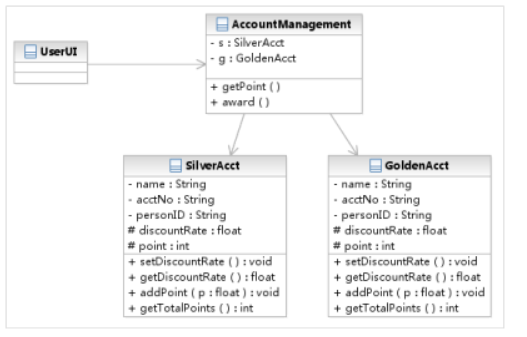 UserUI
AccountManagement
- s : SilverAcct
- g : GoldenAcct
+ getPoint ( )
+ award ( )
SilverAcct
- name : String
- acctNo : String
- personID : String
# discountRate : float
# point : int
+ setDiscountRate ( ) : void
+ getDiscountRate ( ) : float
+ addPoint ( p : float ) : void
+ getTotalPoints ( ) : int
GoldenAcct
- name : String
- acctNo : String
- personID : String
# discountRate : float
# point : int
+ setDiscountRate ( ) : void
+ getDiscountRate ( ) : float
+ addPoint ( p : float ) : void
+ getTotalPoints ( ) : int